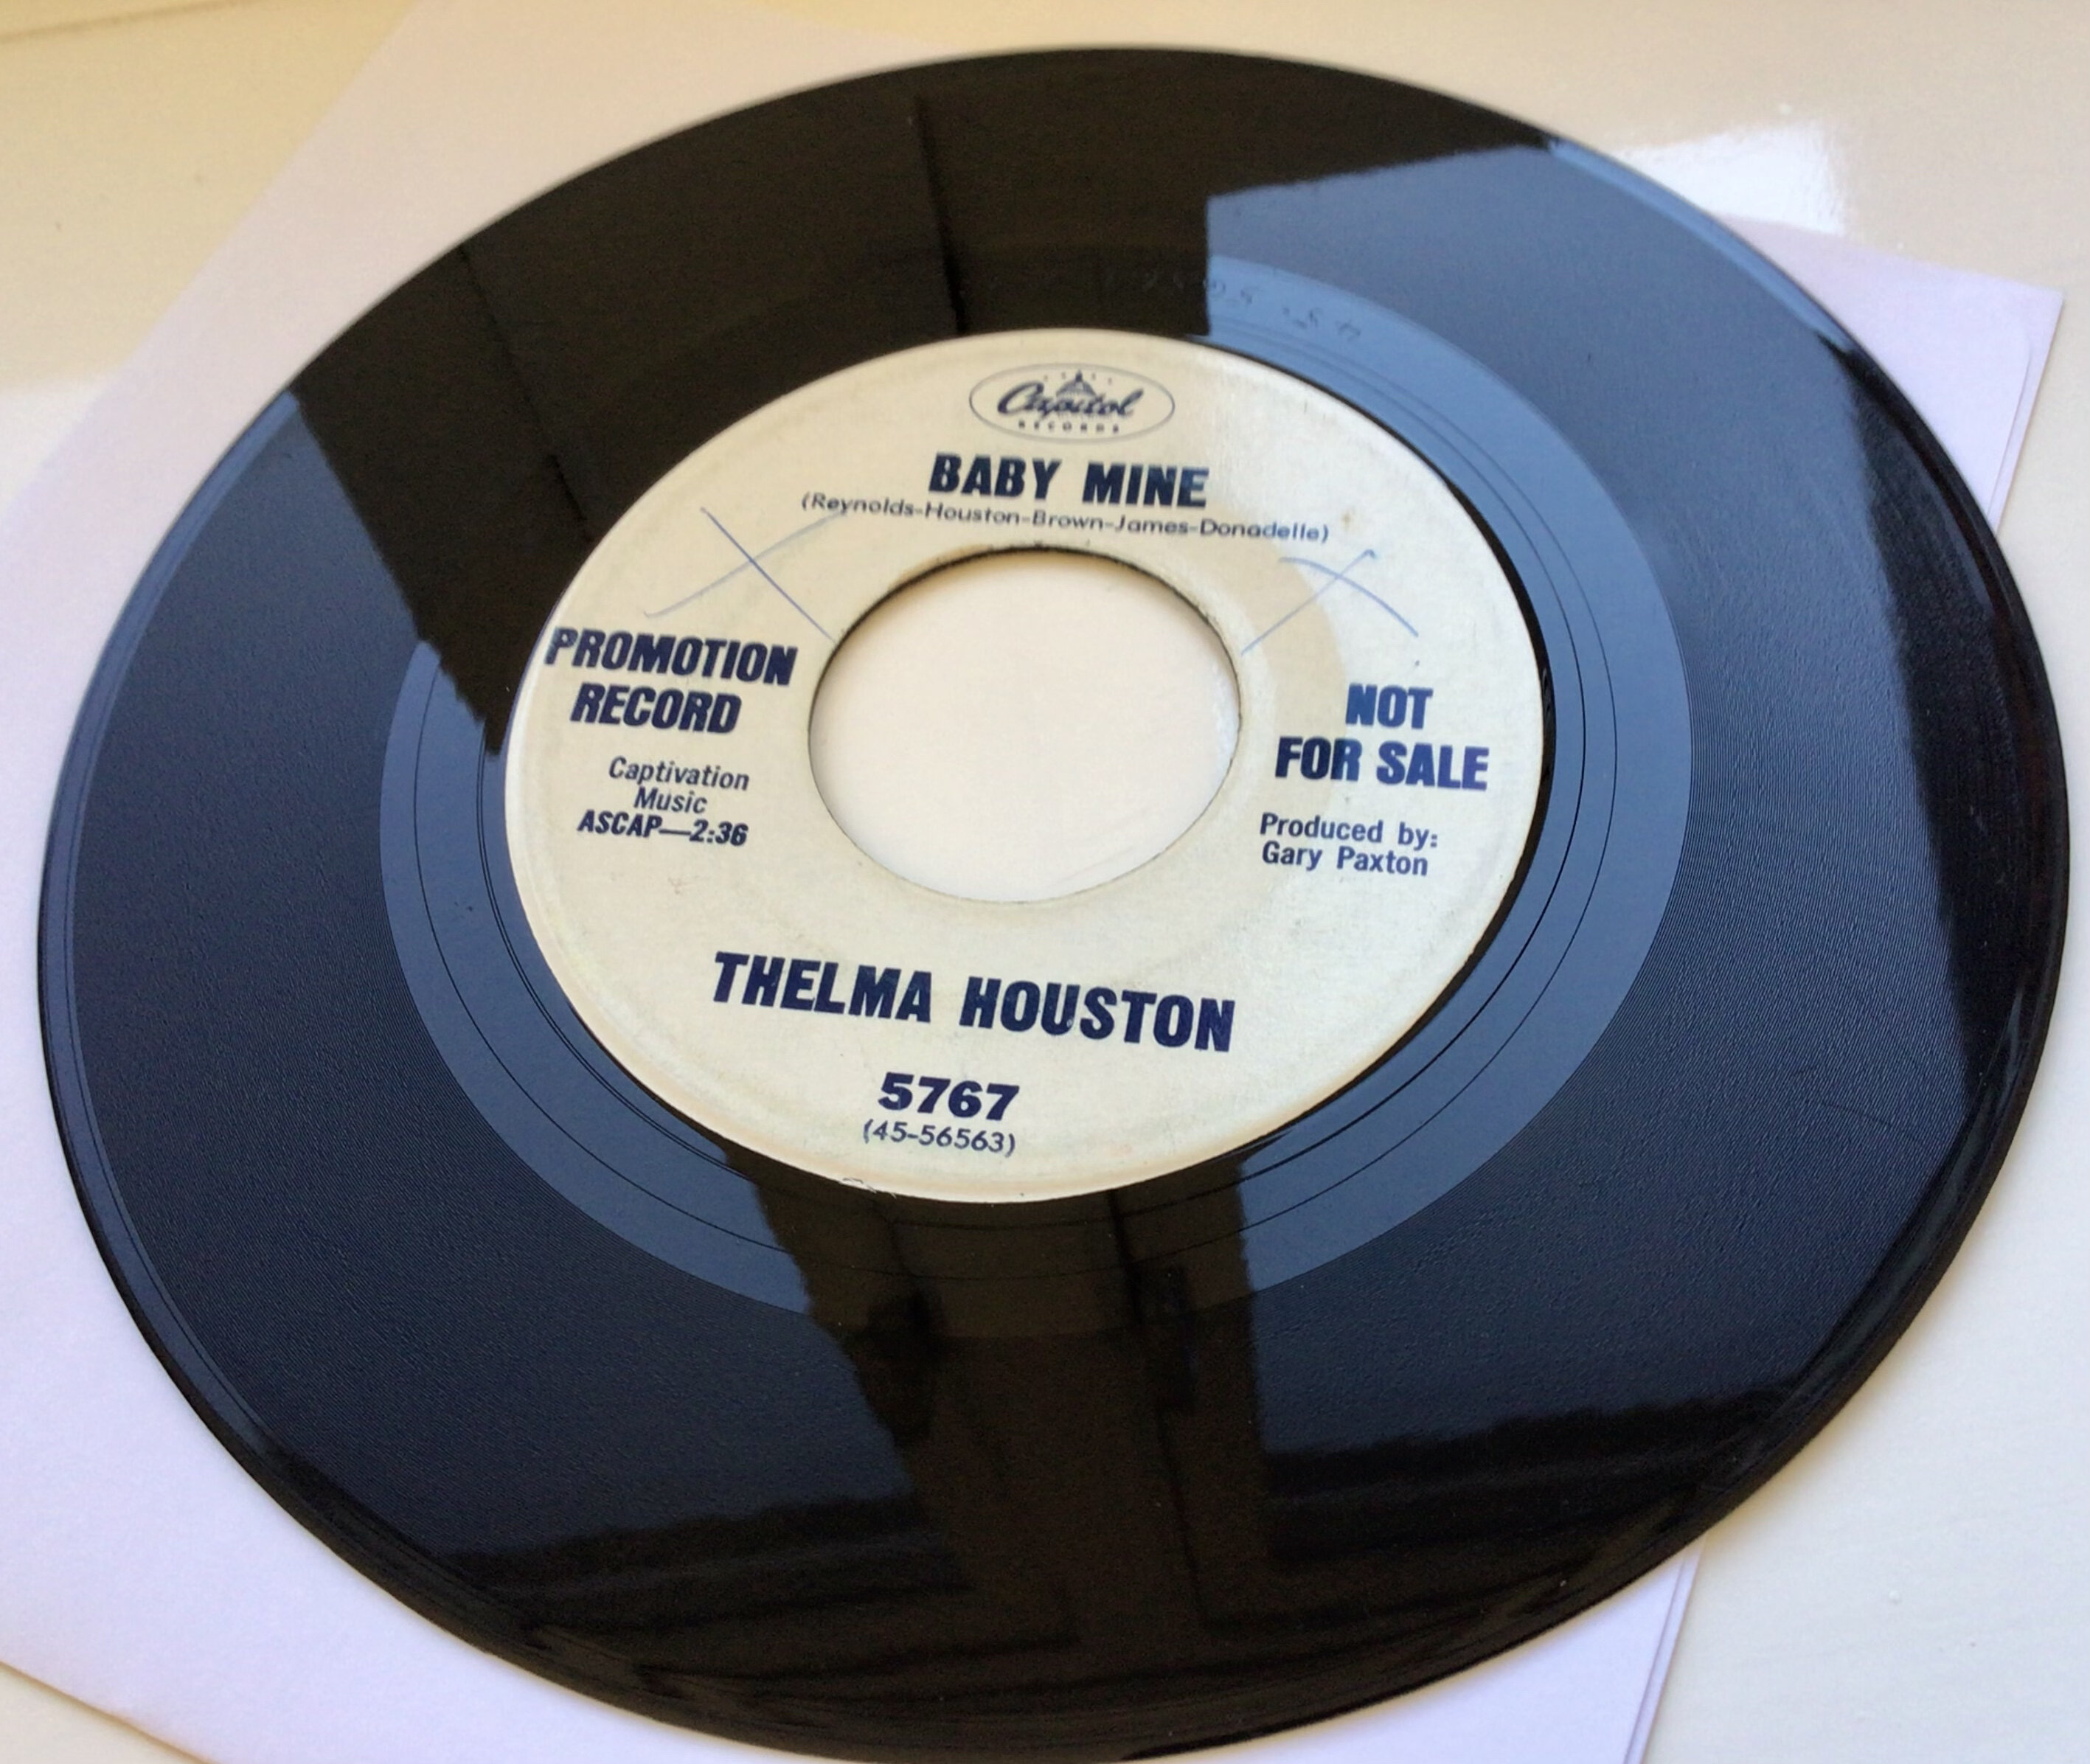 Capitol
RECORDS
BABY MINE
(Reynolds-Houston-Brown-James-Donadelle)
PROMOTION
RECORD
NOT
FOR SALE
Captivation
Music
ASCAP—2:36
Produced by:
Gary Paxton
THELMA HOUSTON
5767
(45-56563)